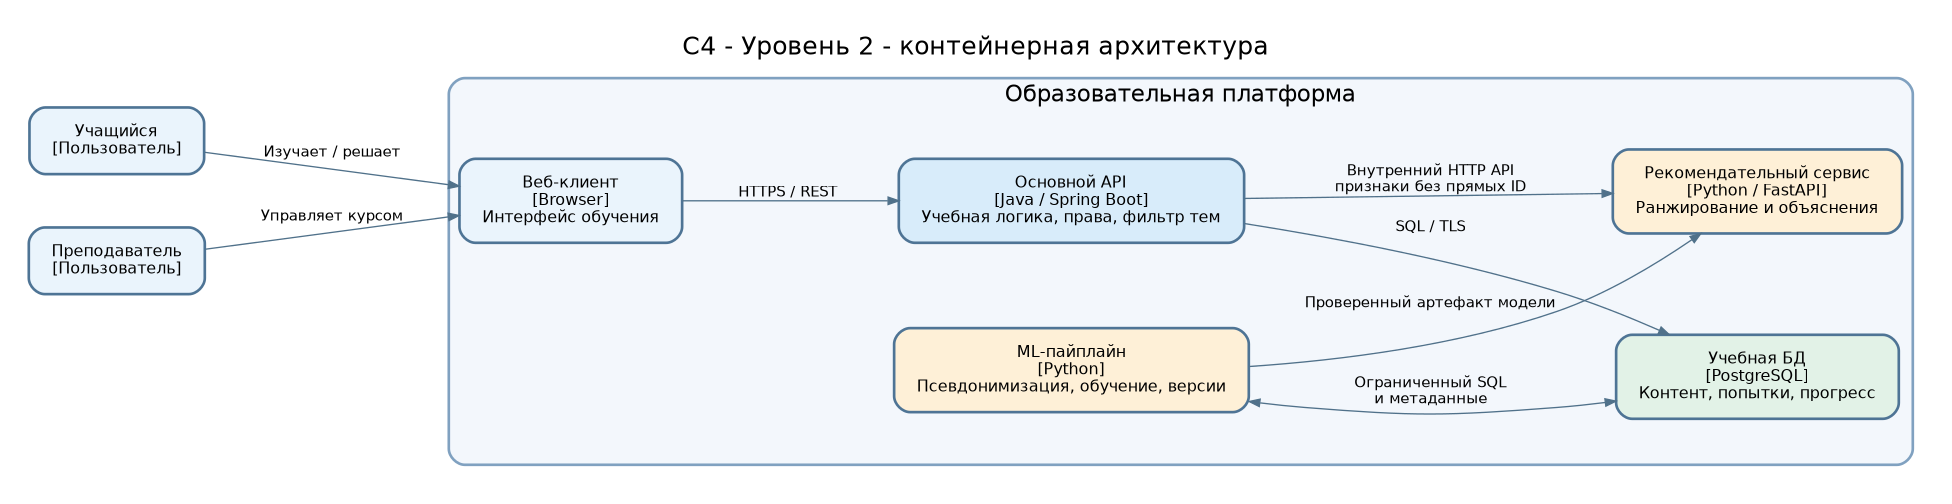 С4 - Уровень 2 - контейнерная архитектура
Образовательная платформа
Учащийся
[Пользователь]
Изучает / решает
Преподаватель
[Пользователь]
Управляет курсом
Веб-клиент
[Browser]
Интерфейс обучения
HTTPS / REST
Основной API
[Java / Spring Boot]
Учебная логика, права, фильтр тем
Внутренний HTTP API
признаки без прямых ID
SQL / TLS
Рекомендательный сервис
[Python / FastAPI]
Ранжирование и объяснения
Проверенный артефакт модели
ML-пайплайн
[Python]
Псевдонимизация, обучение, версии
Ограниченный SQL
и метаданные
Учебная БД
[PostgreSQL]
Контент, попытки, прогресс